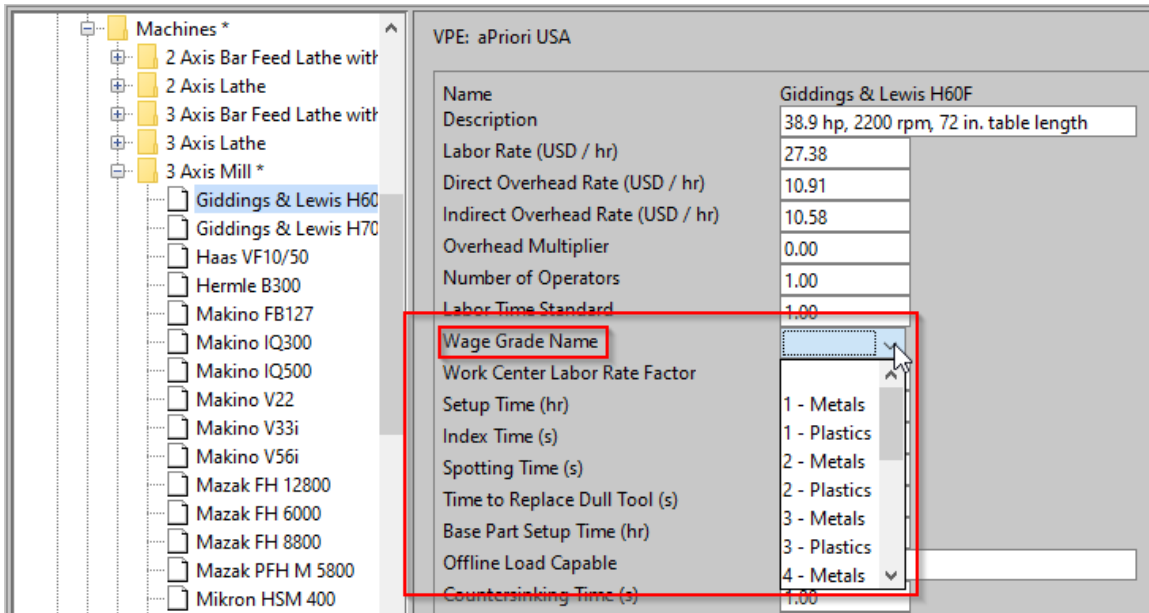 Machines *
2 Axis Bar Feed Lathe with
2 Axis Lathe
3 Axis Bar Feed Lathe with
3 Axis Lathe
3 Axis Mill *
Giddings & Lewis H60
Giddings & Lewis H70
Haas VF10/50
Hermle B300
Makino FB127
Makino IQ300
Makino IQ500
Makino V22
Makino V33i
Makino V56i
Mazak FH 12800
Mazak FH 6000
Mazak FH 8800
Mazak PFH M 5800
Mikron HSM 400
VPE: aPriori USA
Name Giddings & Lewis H60F
Description 38.9 hp, 2200 rpm, 72 in. table length
Labor Rate (USD / hr) 27.38
Direct Overhead Rate (USD / hr) 10.91
Indirect Overhead Rate (USD / hr) 10.58
Overhead Multiplier 0.00
Number of Operators 1.00
Labor Time Standard 1.00
Wage Grade Name
Work Center Labor Rate Factor
Setup Time (hr) 1 - Metals
Index Time (s) 1 - Plastics
Spotting Time (s) 2 - Metals
Time to Replace Dull Tool (s) 2 - Plastics
Base Part Setup Time (hr) 3 - Metals
Offline Load Capable 3 - Plastics
4 - Metals
Countersinking Time (s) 1.00